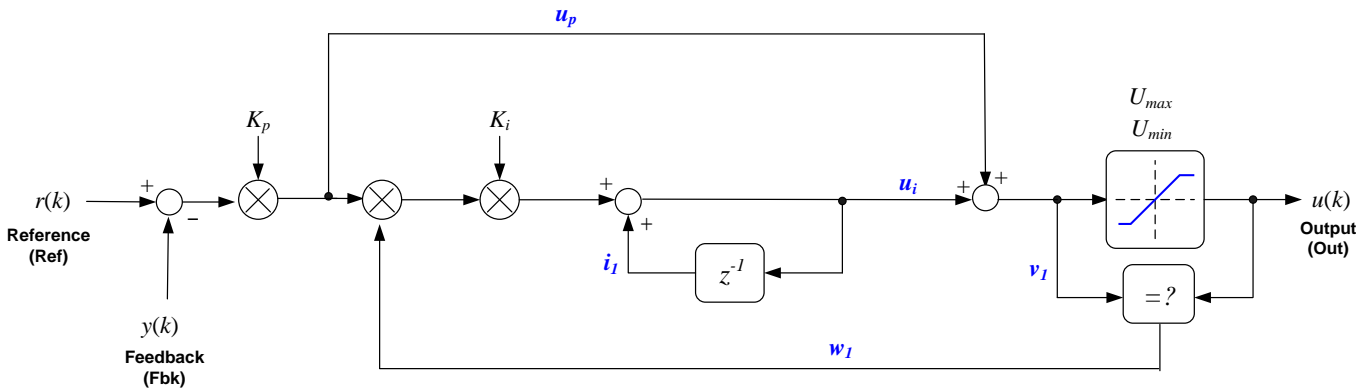 u_p
U_max
U_min
K_p
K_i
r(k)
+
−
+
+
u_i
+
+
u(k)
Reference
(Ref)
Output
(Out)
i_1
z^-1
v_1
=?
y(k)
Feedback
(Fbk)
w_1